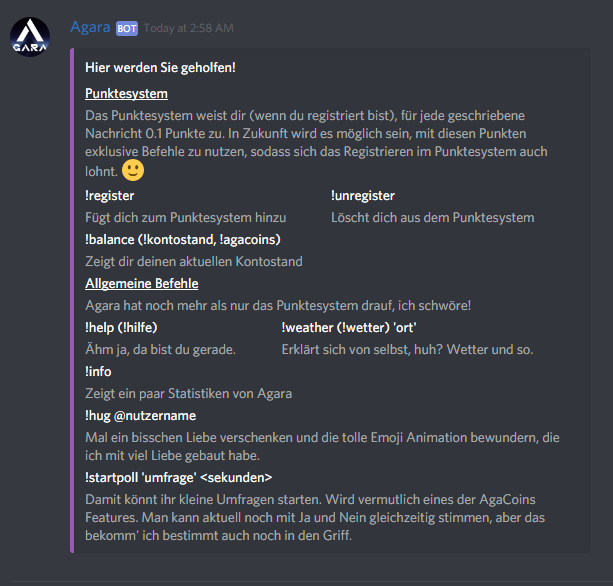 Agara BOT Today at 2:58 AM
GARA
Hier werden Sie geholfen!
Punktesystem
Das Punktesystem weist dir (wenn du registriert bist), für jede geschriebene
Nachricht 0.1 Punkte zu. In Zukunft wird es möglich sein, mit diesen Punkten
exklusive Befehle zu nutzen, sodass sich das Registrieren im Punktesystem auch
lohnt. 🙂
!register !unregister
Fügt dich zum Punktesystem hinzu Löscht dich aus dem Punktesystem
!balance (!kontostand, !agacoins)
Zeigt dir deinen aktuellen Kontostand
Allgemeine Befehle
Agara hat noch mehr als nur das Punktesystem drauf, ich schwöre!
!help (!hilfe) !weather (!wetter) 'ort'
Ähm ja, da bist du gerade. Erklärt sich von selbst, huh? Wetter und so.
!info
Zeigt ein paar Statistiken von Agara
!hug @nutzername
Mal ein bisschen Liebe verschenken und die tolle Emoji Animation bewundern, die
ich mit viel Liebe gebaut habe.
!startpoll 'umfrage' <sekunden>
Damit könnt ihr kleine Umfragen starten. Wird vermutlich eines der AgaCoins
Features. Man kann aktuell noch mit Ja und Nein gleichzeitig stimmen, aber das
bekomm' ich bestimmt auch noch in den Griff.